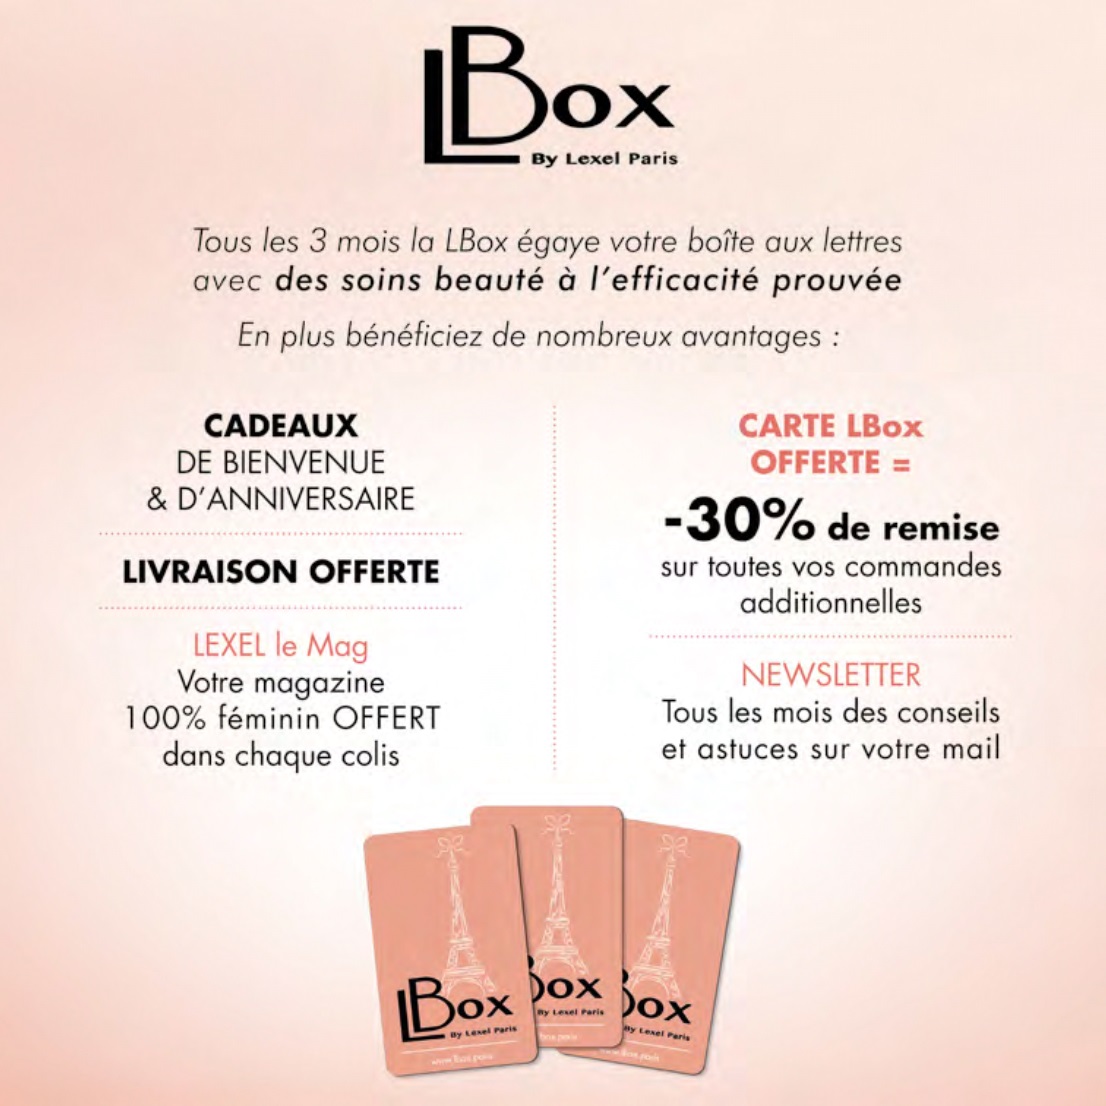 LBox
By Lexel Paris
Tous les 3 mois la LBox égaye votre boîte aux lettres
avec des soins beauté à l'efficacité prouvée
En plus bénéficiez de nombreux avantages :
CADEAUX
DE BIENVENUE
& D'ANNIVERSAIRE
LIVRAISON OFFERTE
LEXEL le Mag
Votre magazine
100% féminin OFFERT
dans chaque colis
CARTE LBox
OFFERTE =
-30% de remise
sur toutes vos commandes
additionnelles
NEWSLETTER
Tous les mois des conseils
et astuces sur votre mail
LBox
By Lexel Paris
Box
By Lexel Paris
Box
By Lexel Paris